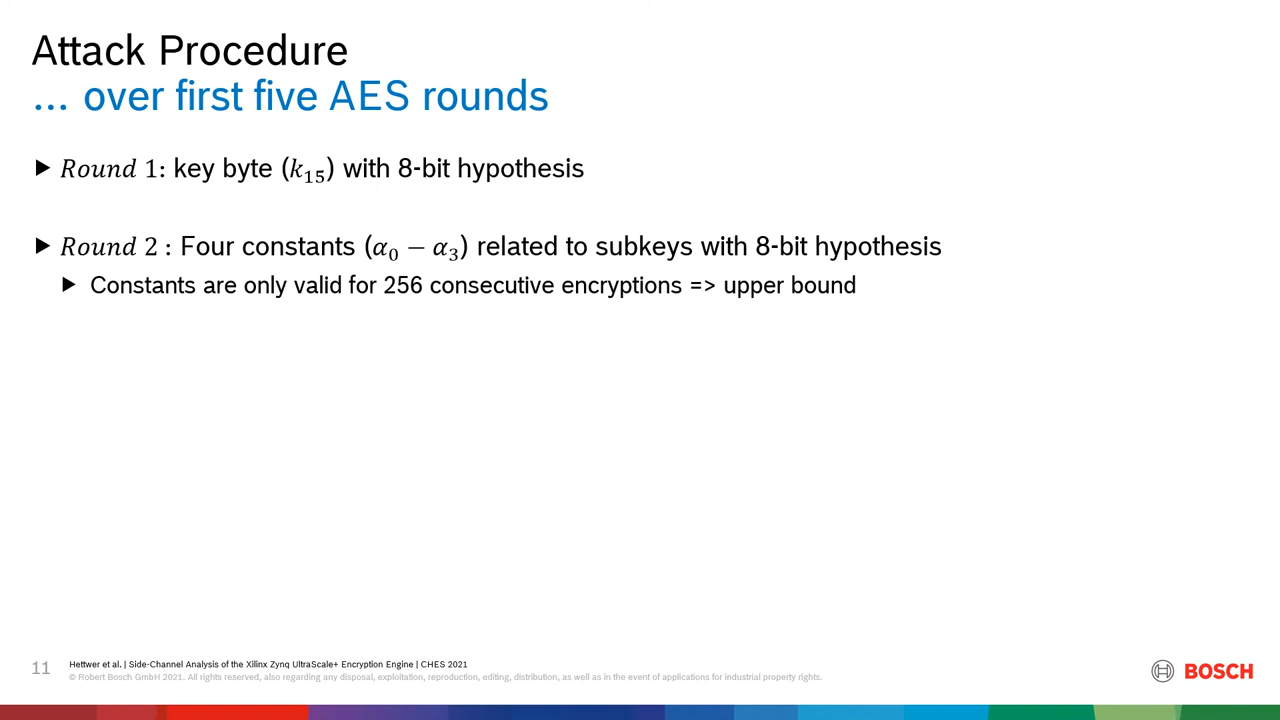 Attack Procedure
... over first five AES rounds
▶ Round 1: key byte (k₁₅) with 8-bit hypothesis
▶ Round 2 : Four constants (α₀ − α₃) related to subkeys with 8-bit hypothesis
▶ Constants are only valid for 256 consecutive encryptions => upper bound
11
Hettwer et al. | Side-Channel Analysis of the Xilinx Zynq UltraScale+ Encryption Engine | CHES 2021
© Robert Bosch GmbH 2021. All rights reserved, also regarding any disposal, exploitation, reproduction, editing, distribution, as well as in the event of applications for industrial property rights.
BOSCH